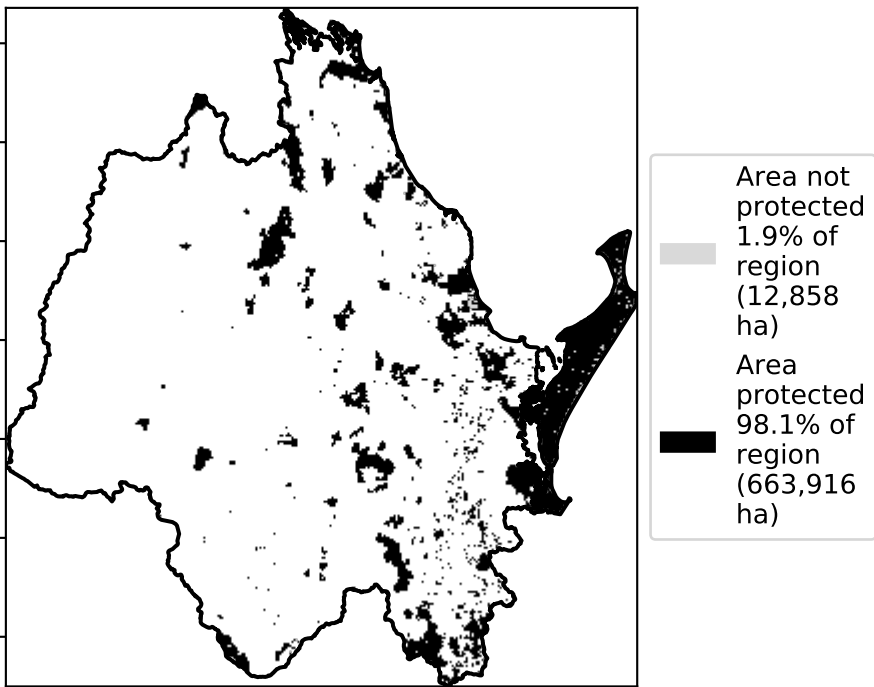 Area not
protected
1.9% of
region
(12,858
ha)
Area
protected
98.1% of
region
(663,916
ha)